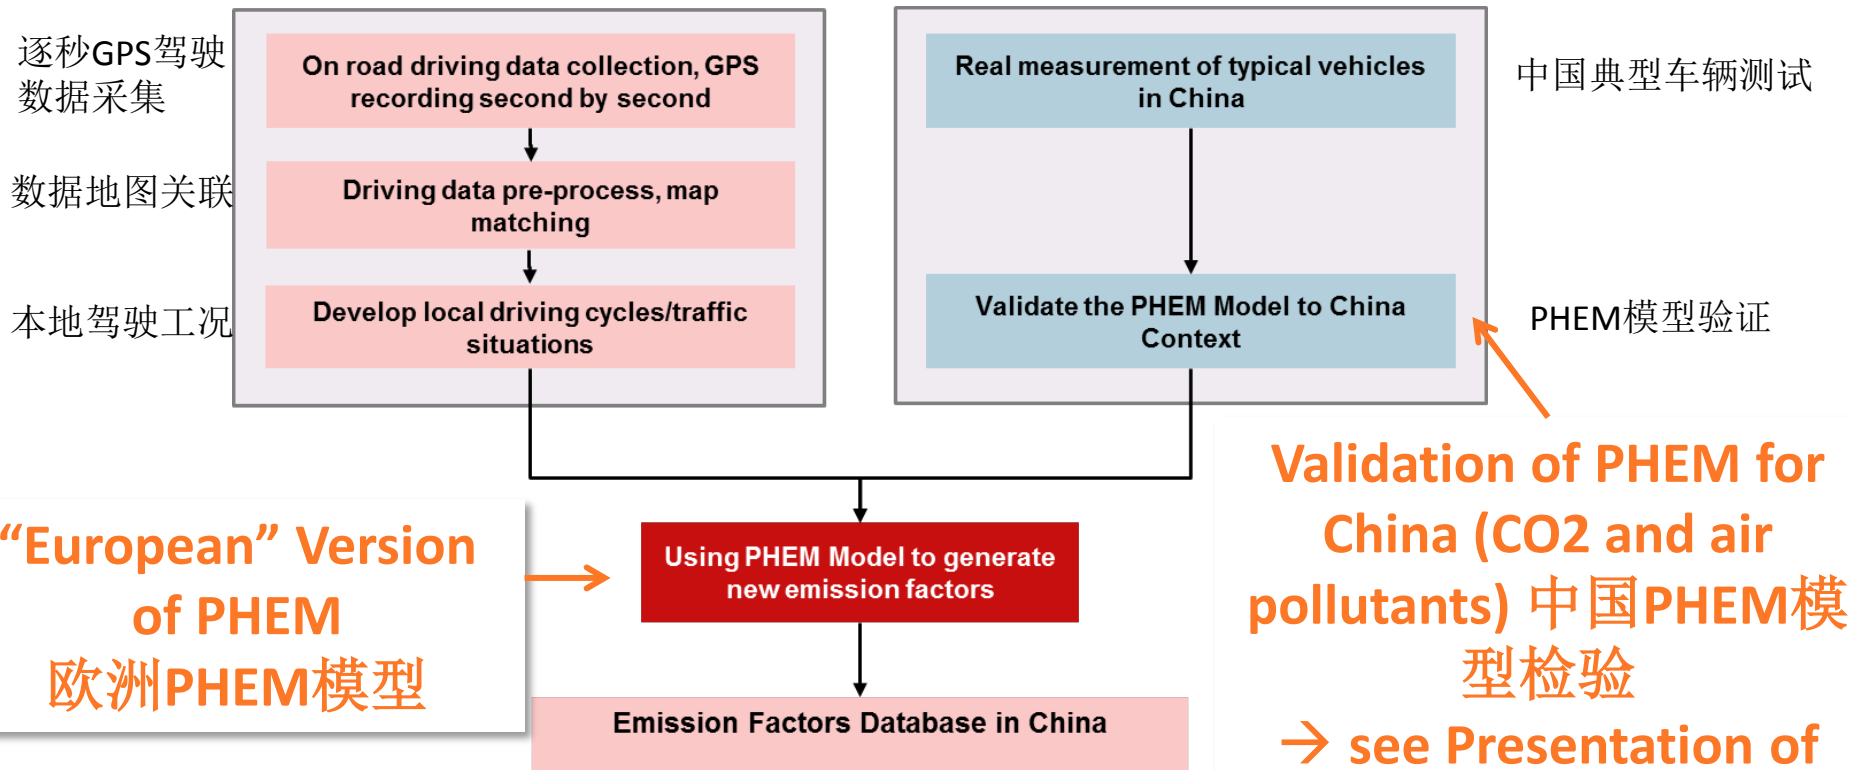 逐秒GPS驾驶
数据采集
On road driving data collection, GPS
recording second by second
Real measurement of typical vehicles
in China
中国典型车辆测试
数据地图关联
Driving data pre-process, map
matching
本地驾驶工况
Develop local driving cycles/traffic
situations
Validate the PHEM Model to China
Context
PHEM模型验证
“European” Version
of PHEM
欧洲PHEM模型
Using PHEM Model to generate
new emission factors
Validation of PHEM for
China (CO2 and air
pollutants) 中国PHEM模
型检验
→ see Presentation of
Emission Factors Database in China